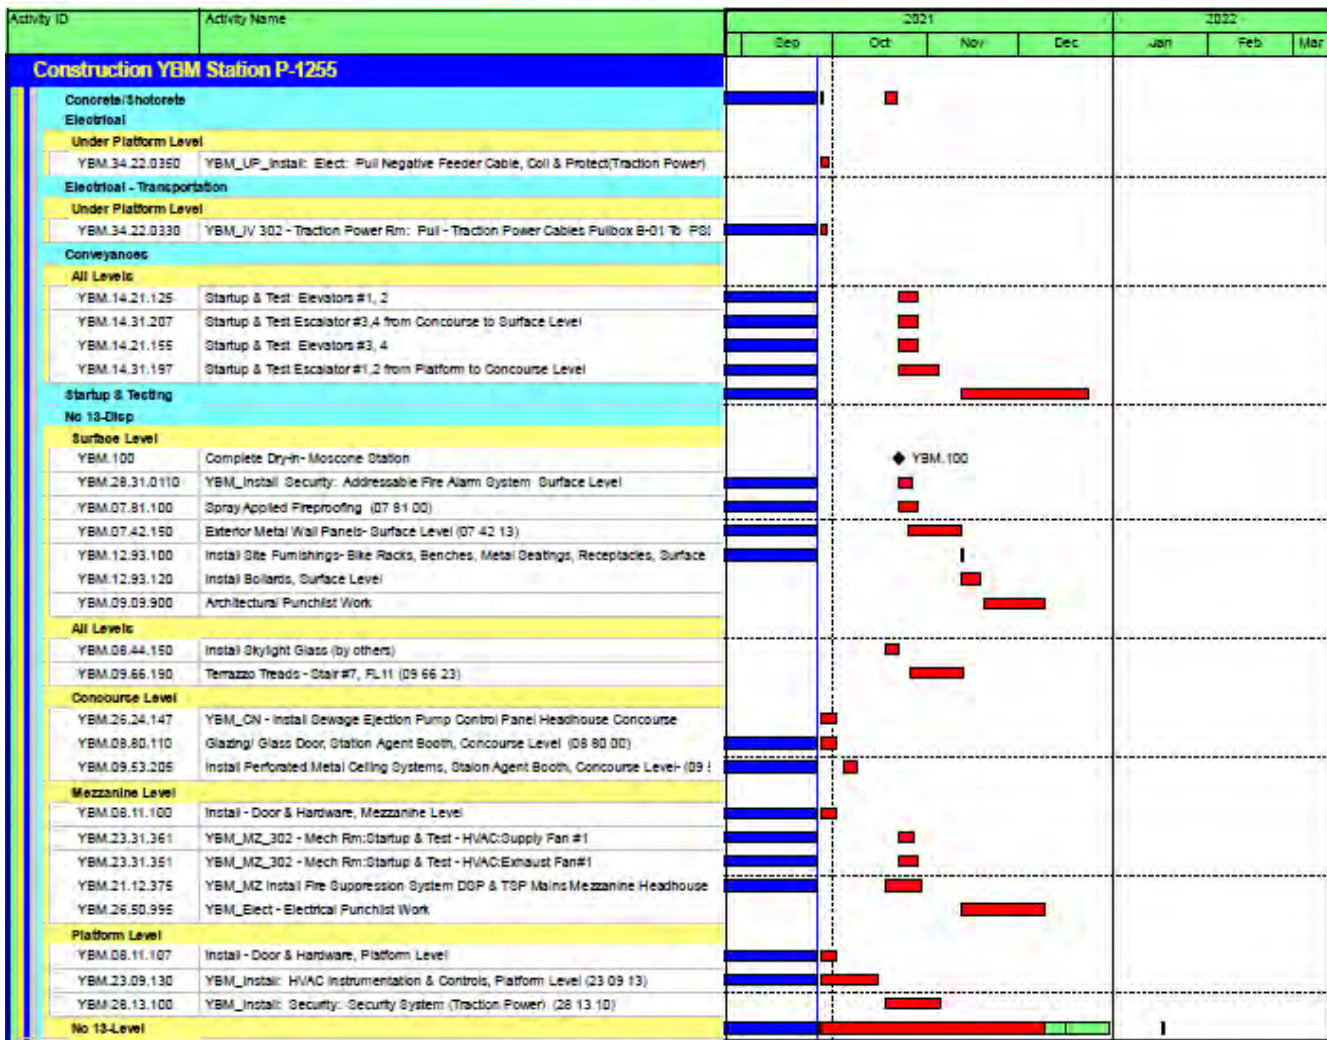 Activity ID Activity Name 2021 2022
Sep Oct Nov Dec Jan Feb Mar
Construction YBM Station P-1255
Concrete/Shotcrete
Electrical
Under Platform Level
YBM.34.22.0350 YBM_UP_Install: Elect: Pull Negative Feeder Cable, Coil & Protect(Traction Power)
Electrical - Transportation
Under Platform Level
YBM.34.22.0330 YBM_IV 302 - Traction Power Rm: Pull - Traction Power Cables Pullbox B-01 To
Conveyances
All Levels
YBM.14.21.125 Startup & Test Elevators #1, 2
YBM.14.31.207 Startup & Test Escalator #3,4 from Concourse to Surface Level
YBM.14.21.155 Startup & Test Elevators #3, 4
YBM.14.31.197 Startup & Test Escalator #1,2 from Platform to Concourse Level
Startup & Testing
No 13-Disp
Surface Level
YBM.100 Complete Dry-in- Moscone Station YBM.100
YBM.28.31.0110 YBM_Install Security: Addressable Fire Alarm System Surface Level
YBM.07.81.100 Spray Applied Fireproofing (07 81 00)
YBM.07.42.150 Exterior Metal Wall Panels- Surface Level (07 42 13)
YBM.12.93.100 Install Site Furnishings- Bike Racks, Benches, Metal Seatings, Receptacles, Surface
YBM.12.93.120 Install Bollards, Surface Level
YBM.09.09.900 Architectural Punchlist Work
All Levels
YBM.08.44.150 Install Skylight Glass (by others)
YBM.09.66.190 Terrazzo Treads - Stair #7, FL11 (09 66 23)
Concourse Level
YBM.26.24.147 YBM_CN - Install Sewage Ejection Pump Control Panel Headhouse Concourse
YBM.08.80.110 Glazing/ Glass Door, Station Agent Booth, Concourse Level (08 80 00)
YBM.09.53.205 Install Perforated Metal Ceiling Systems, Staion Agent Booth, Concourse Level- (09
Mezzanine Level
YBM.08.11.100 Install - Door & Hardware, Mezzanine Level
YBM.23.31.361 YBM_MZ_302 - Mech Rm:Startup & Test - HVAC:Supply Fan #1
YBM.23.31.351 YBM_MZ_302 - Mech Rm:Startup & Test - HVAC:Exhaust Fan#1
YBM.21.12.375 YBM_MZ Install Fire Suppression System DSP & TSP Mains Mezzanine Headhouse
YBM.26.50.995 YBM_Elect - Electrical Punchlist Work
Platform Level
YBM.08.11.107 Install - Door & Hardware, Platform Level
YBM.23.09.130 YBM_Install: HVAC Instrumentation & Controls, Platform Level (23 09 13)
YBM.28.13.100 YBM_Install: Security: Security System (Traction Power) (28 13 10)
No 13-Level